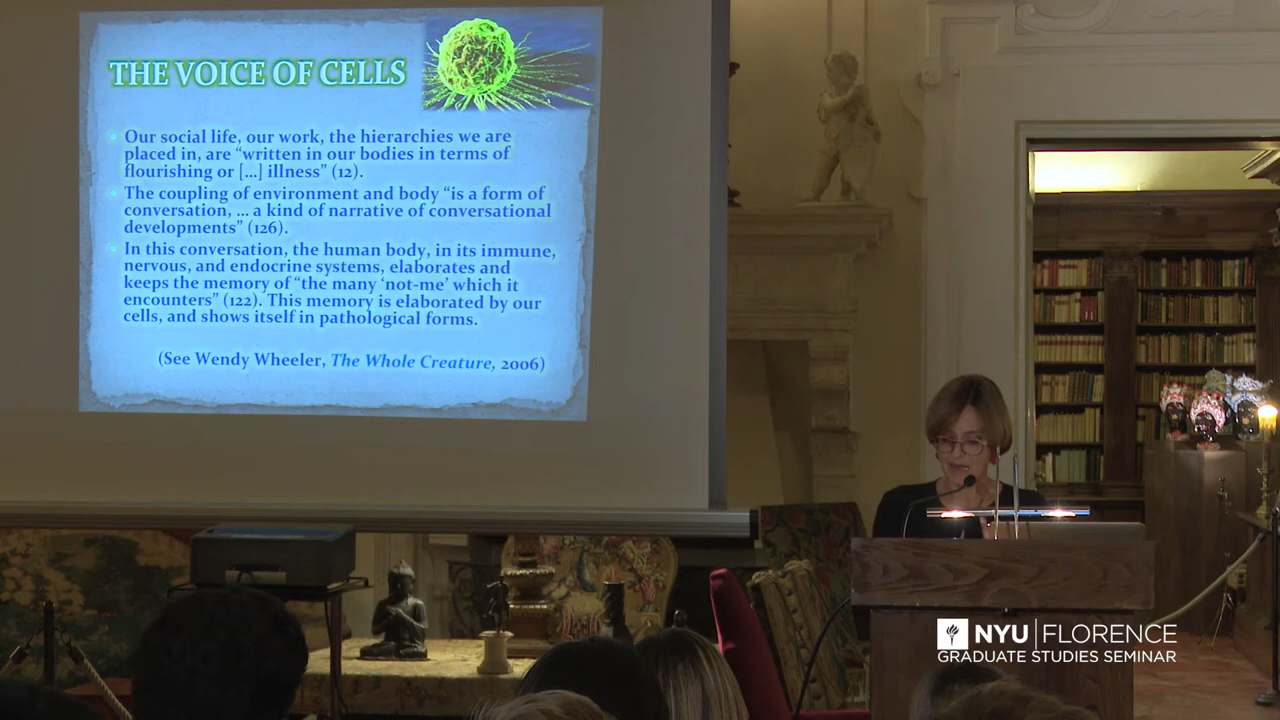 THE VOICE OF CELLS
Our social life, our work, the hierarchies we are
placed in, are “written in our bodies in terms of
flourishing or [...] illness” (12).
The coupling of environment and body “is a form of
conversation, ... a kind of narrative of conversational
developments” (126).
In this conversation, the human body, in its immune,
nervous, and endocrine systems, elaborates and
keeps the memory of “the many ‘not-me’ which it
encounters” (122). This memory is elaborated by our
cells, and shows itself in pathological forms.
(See Wendy Wheeler, The Whole Creature, 2006)
NYU FLORENCE
GRADUATE STUDIES SEMINAR